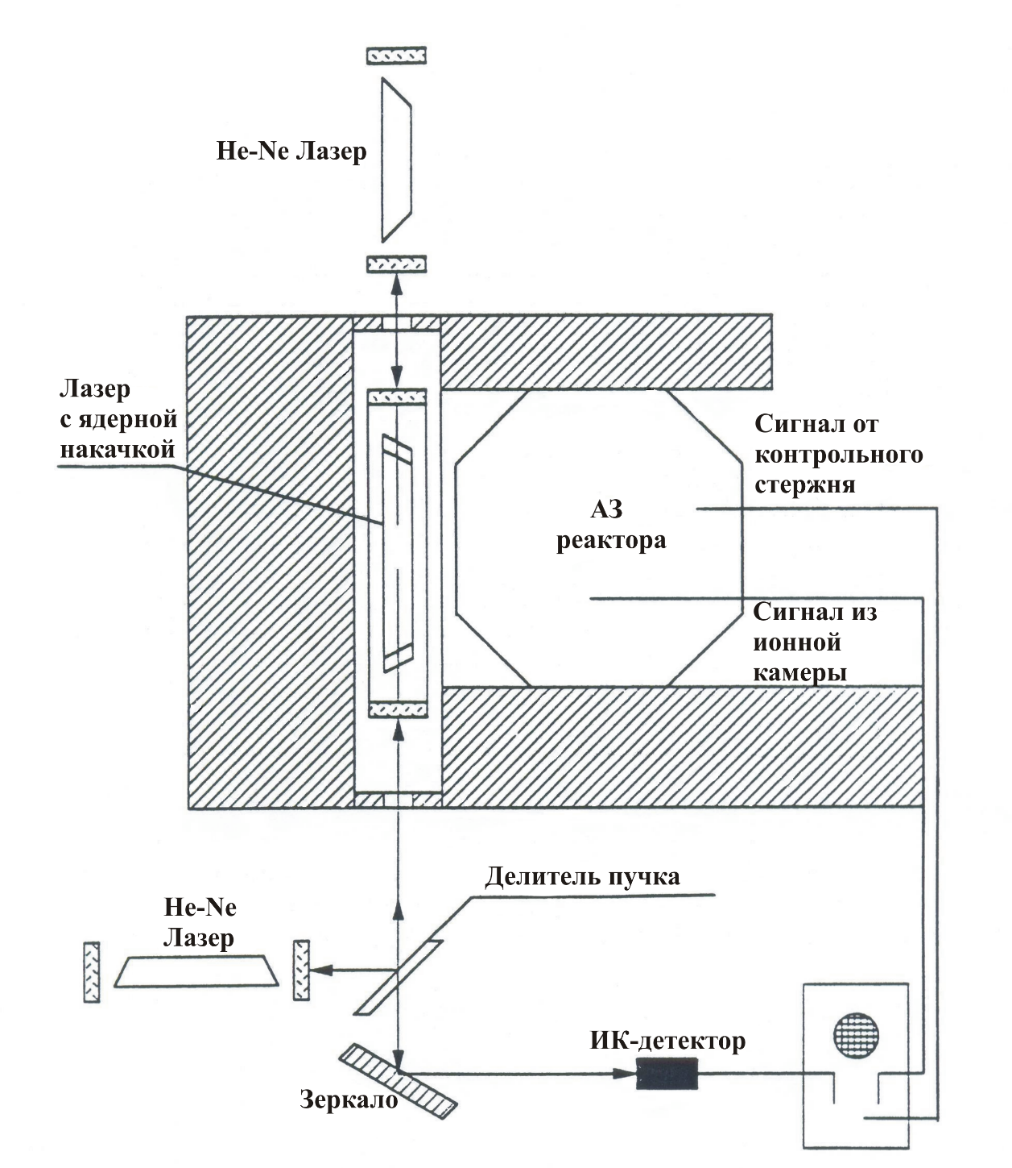 He-Ne Лазер
Лазер
с ядерной
накачкой
Сигнал от
контрольного
стержня
АЗ
реактора
Сигнал из
ионной
камеры
Делитель пучка
He-Ne
Лазер
ИК-детектор
Зеркало